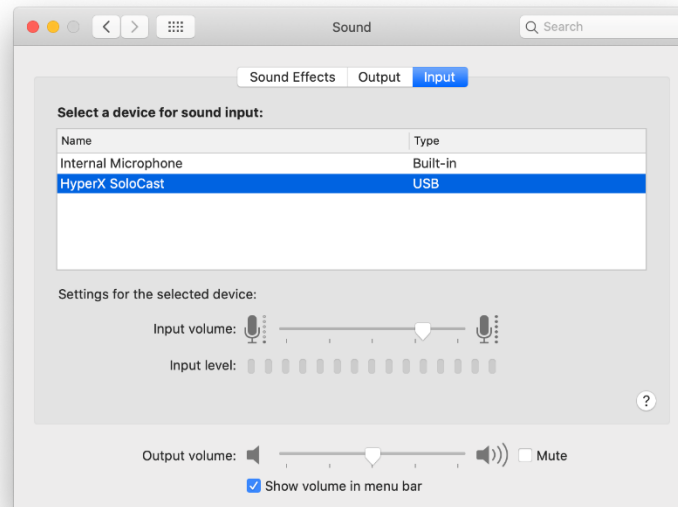 Sound
Search
Sound Effects Output Input
Select a device for sound input:
Name Type
Internal Microphone Built-in
HyperX SoloCast USB
Settings for the selected device:
Input volume:
Input level:
?
Output volume: Mute
Show volume in menu bar